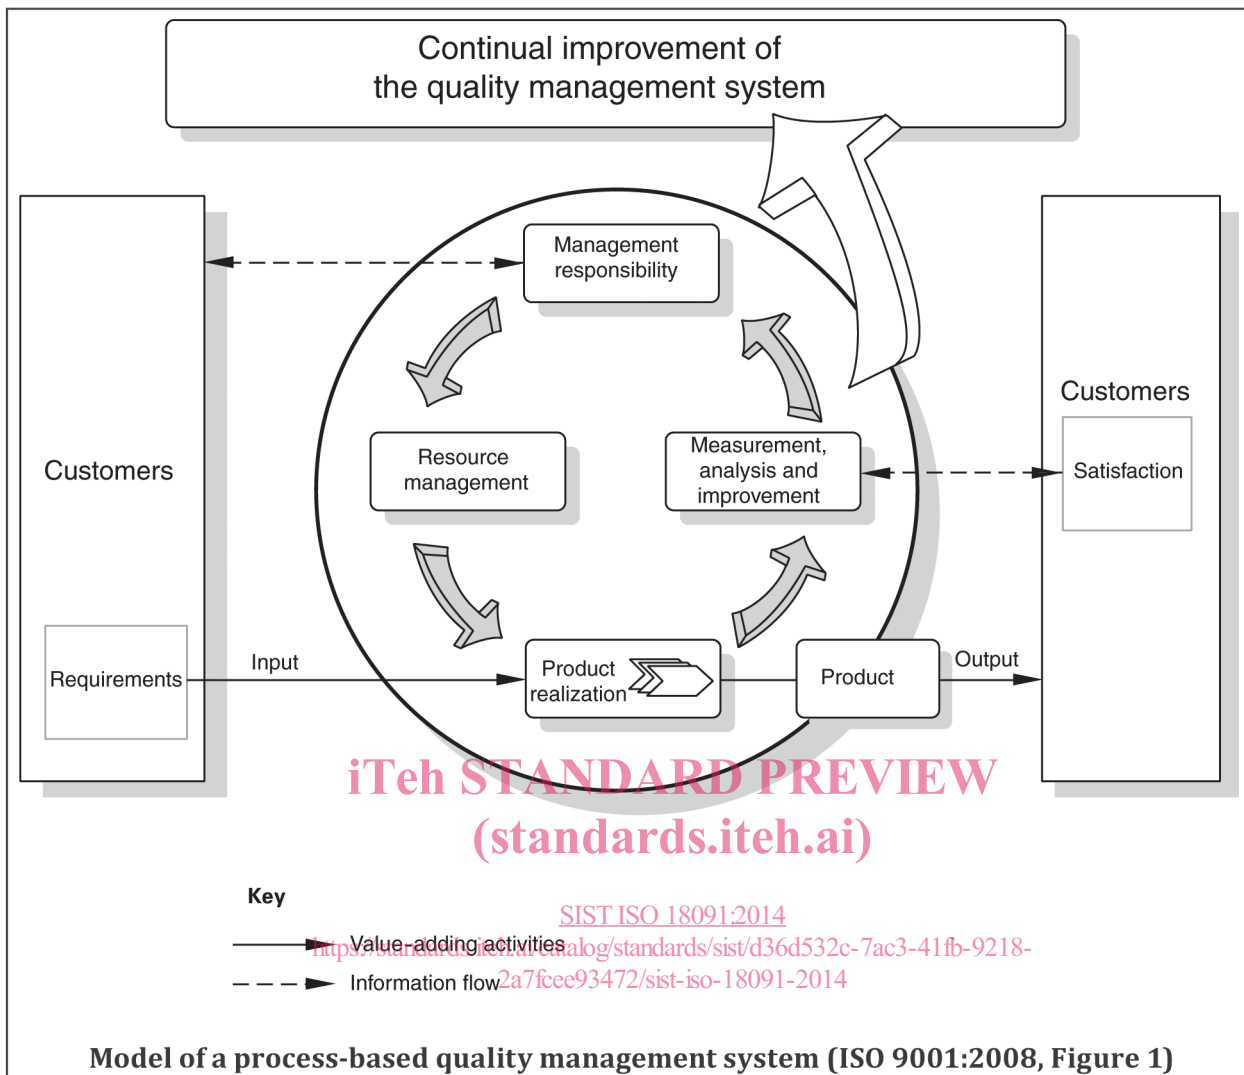 Continual improvement of
the quality management system
Management
responsibility
Customers
Resource
management
Measurement,
analysis and
improvement
Customers
Satisfaction
Requirements
Input
Product
realization
Product
Output
iTeh STANDARD PREVIEW
(standards.iteh.ai)
Key
SIST ISO 18091:2014
Value-adding activities
https://standards.iteh.ai/catalog/standards/sist/d36d532c-7ac3-41fb-9218-
Information flow
2a7fcee93472/sist-iso-18091-2014
Model of a process-based quality management system (ISO 9001:2008, Figure 1)